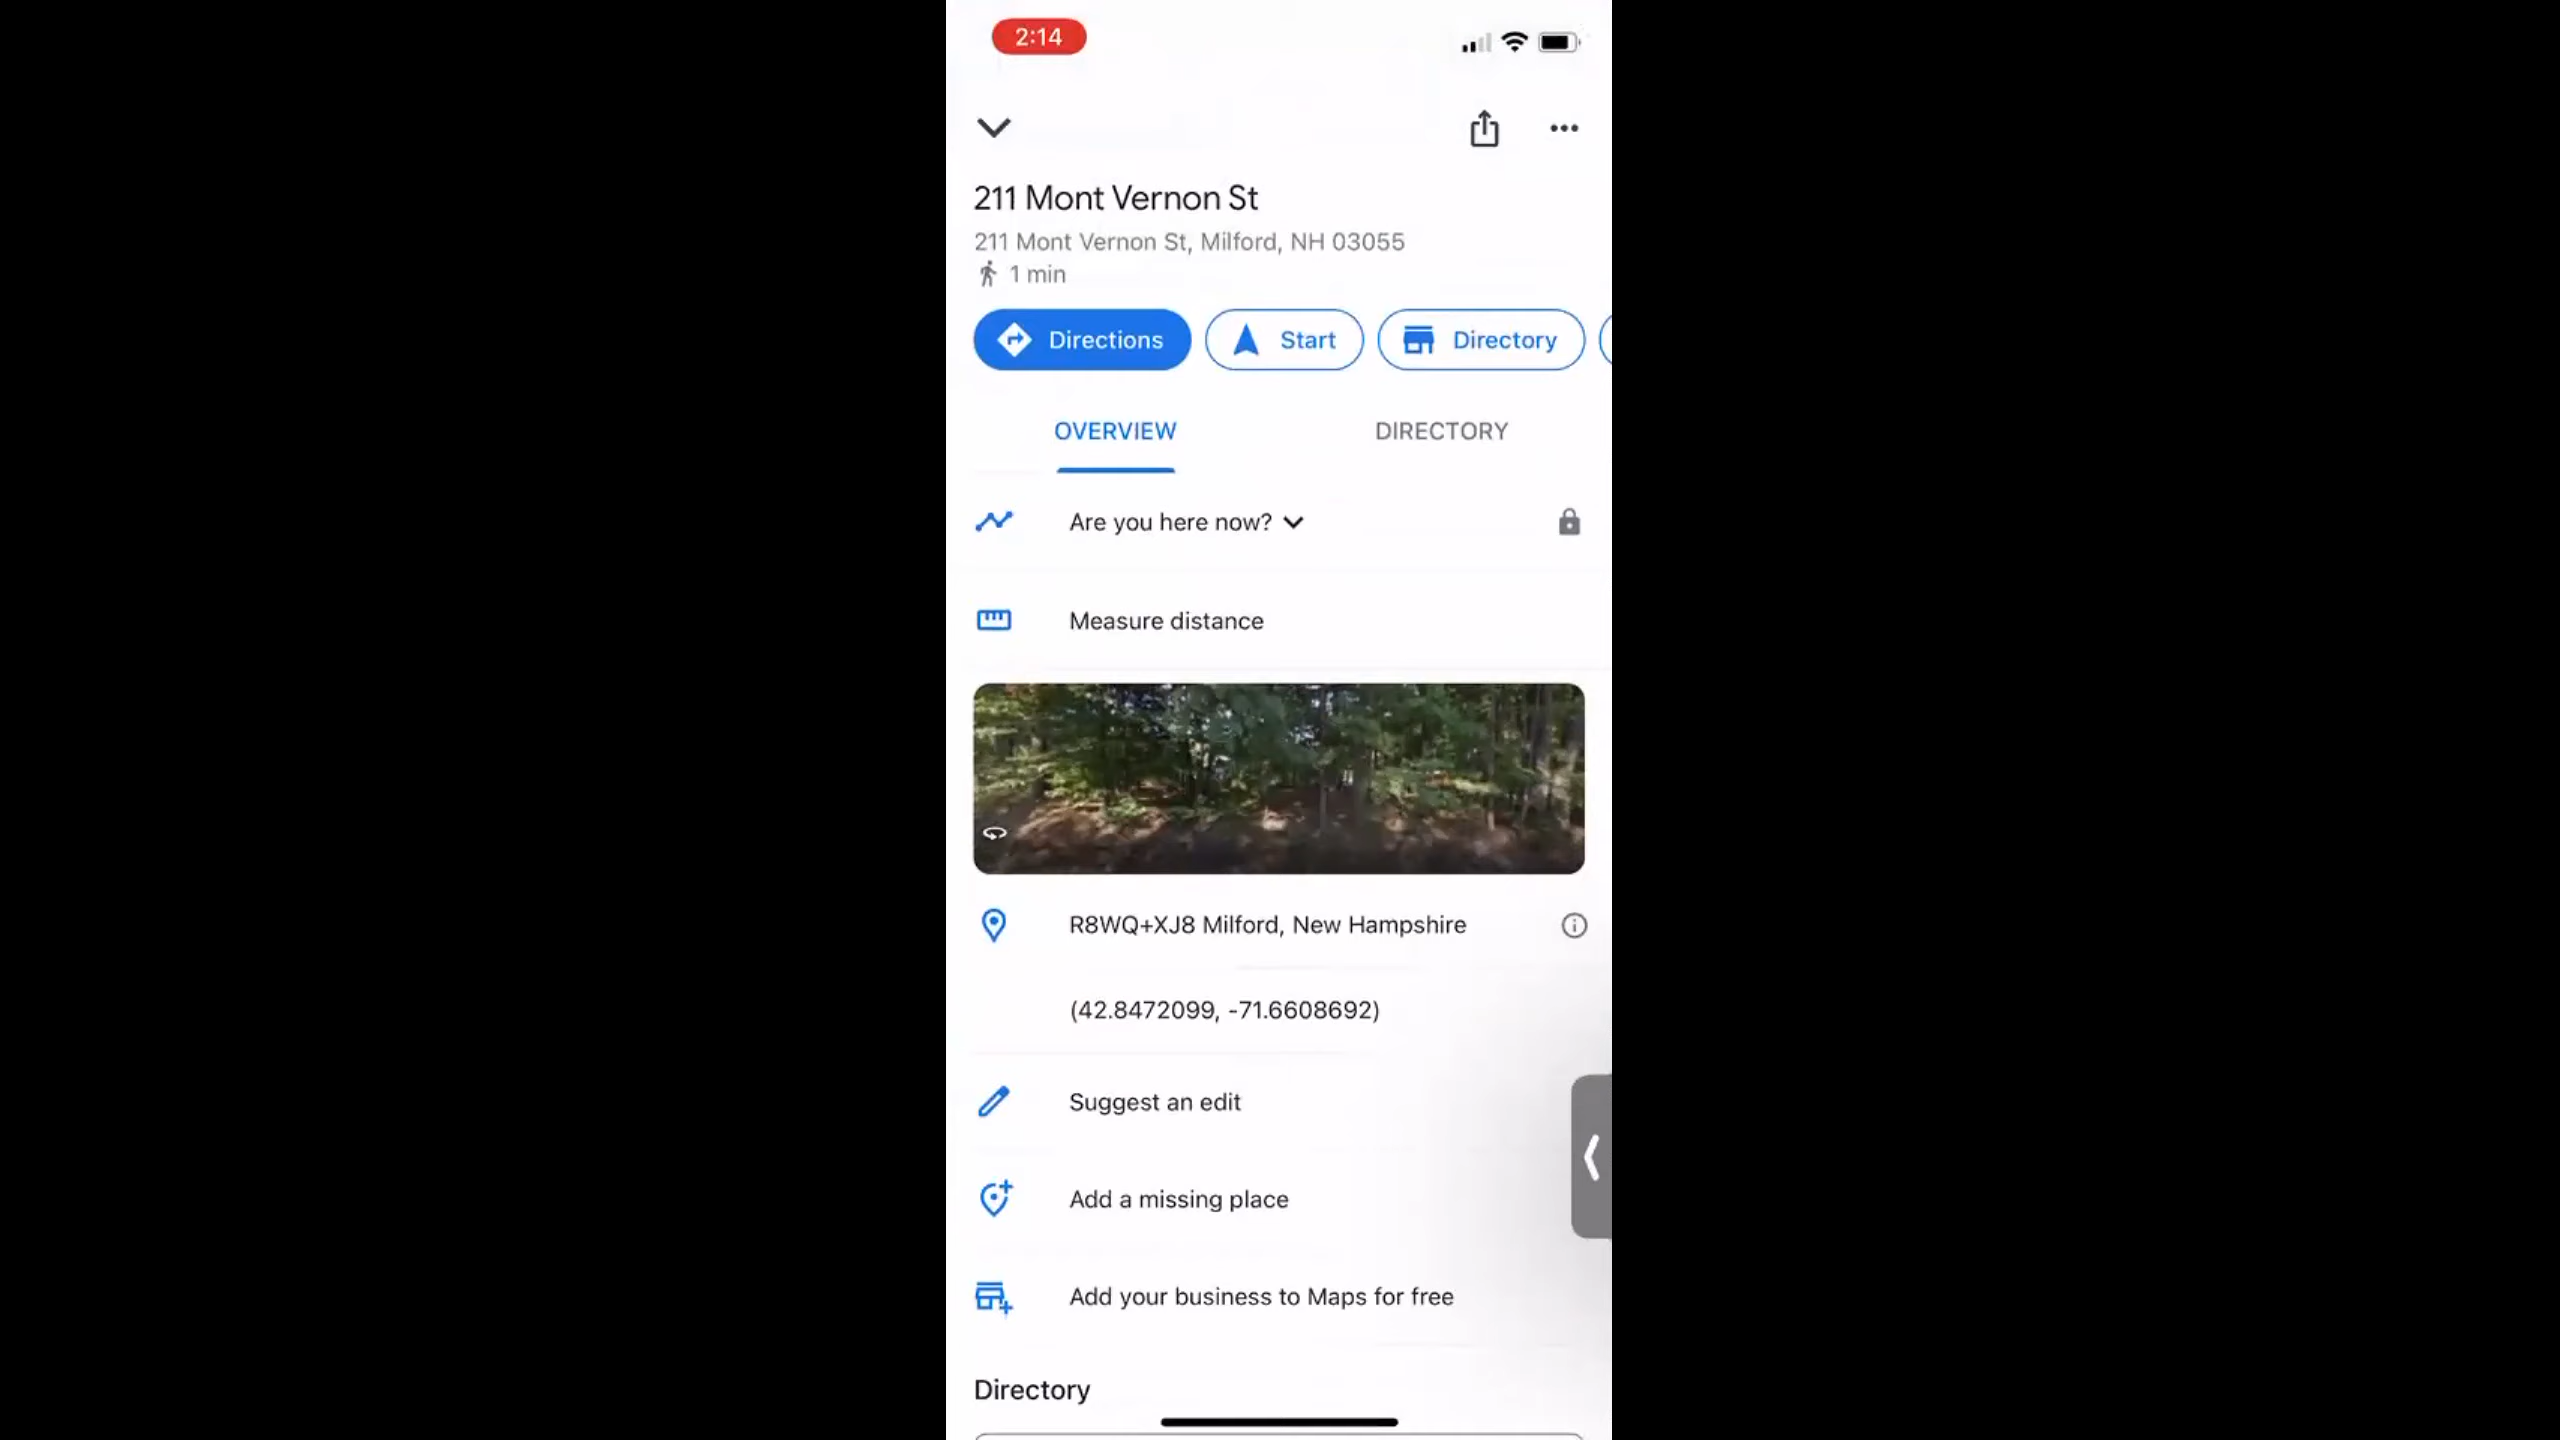 2:14
211 Mont Vernon St
211 Mont Vernon St, Milford, NH 03055
1 min
Directions Start Directory
OVERVIEW DIRECTORY
Are you here now?
Measure distance
R8WQ+XJ8 Milford, New Hampshire
(42.8472099, -71.6608692)
Suggest an edit
Add a missing place
Add your business to Maps for free
Directory